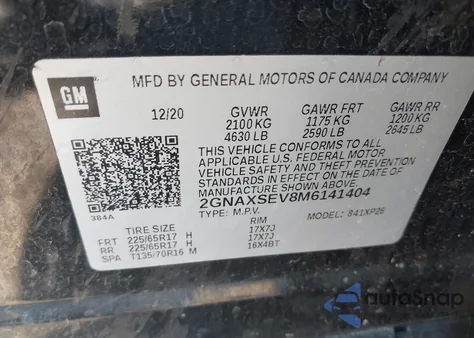 GM
MFD BY GENERAL MOTORS OF CANADA COMPANY
12/20 GVWR GAWR FRT GAWR RR
2100 KG 1175 KG 1200 KG
4630 LB 2590 LB 2645 LB
THIS VEHICLE CONFORMS TO ALL
APPLICABLE U.S. FEDERAL MOTOR
VEHICLE SAFETY AND THEFT PREVENTION
STANDARDS IN EFFECT ON THE DATE OF
MANUFACTURE SHOWN ABOVE.
2GNAXSEV8M6141404
TYPE: M.P.V. MODEL: 841XP26
384A
TIRE SIZE RIM
FRT 225/65R17 H 17X7J
RR 225/65R17 H 17X7J
SPA T135/70R16 M 16X4BT
autoSnap